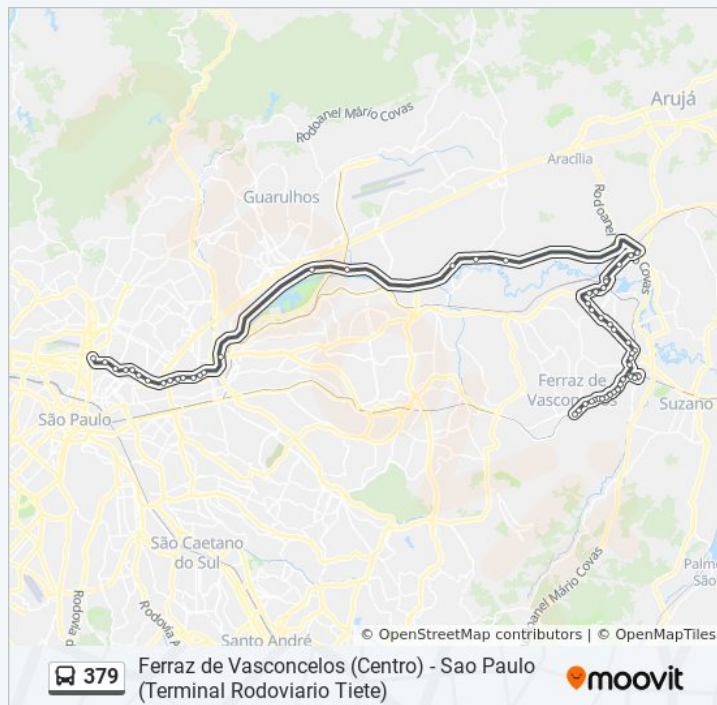 Rodoanel Mário Covas
Arujá
Aracília
Guarulhos
Rodoanel
Covas
Ferraz de
Vasconcelos
Suzano
São Paulo
São Caetano
do Sul
Rodovia A
Rodovia d
Santo André
Mário Covas
Palm
São
© OpenStreetMap contributors | © OpenMapTiles
379
Ferraz de Vasconcelos (Centro) - Sao Paulo
(Terminal Rodoviario Tiete)
moovit